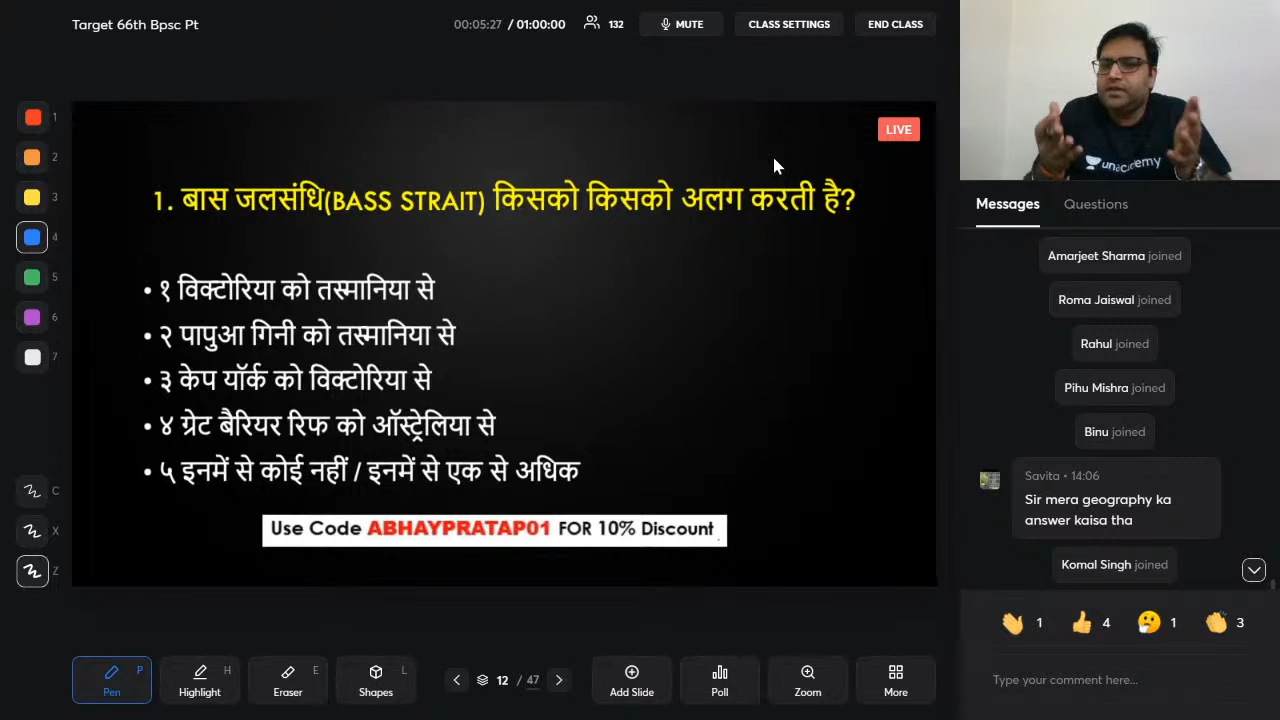 Target 66th Bpsc Pt
00:05:27 / 01:00:00
132
MUTE
CLASS SETTINGS
END CLASS
LIVE
1. बास जलसंधि(BASS STRAIT) किसको किसको अलग करती है?
• १ विक्टोरिया को तस्मानिया से
• २ पापुआ गिनी को तस्मानिया से
• ३ केप यॉर्क को विक्टोरिया से
• ४ ग्रेट बैरियर रिफ को ऑस्ट्रेलिया से
• ५ इनमें से कोई नहीं / इनमें से एक से अधिक
Use Code ABHAYPRATAP01 FOR 10% Discount
1
2
3
4
5
6
7
C
X
Z
unacademy
Messages
Questions
Amarjeet Sharma joined
Roma Jaiswal joined
Rahul joined
Pihu Mishra joined
Binu joined
Savita • 14:06
Sir mera geography ka
answer kaisa tha
Komal Singh joined
1
4
1
3
Type your comment here...
P
Pen
H
Highlight
E
Eraser
L
Shapes
12 / 47
Add Slide
Poll
Zoom
More